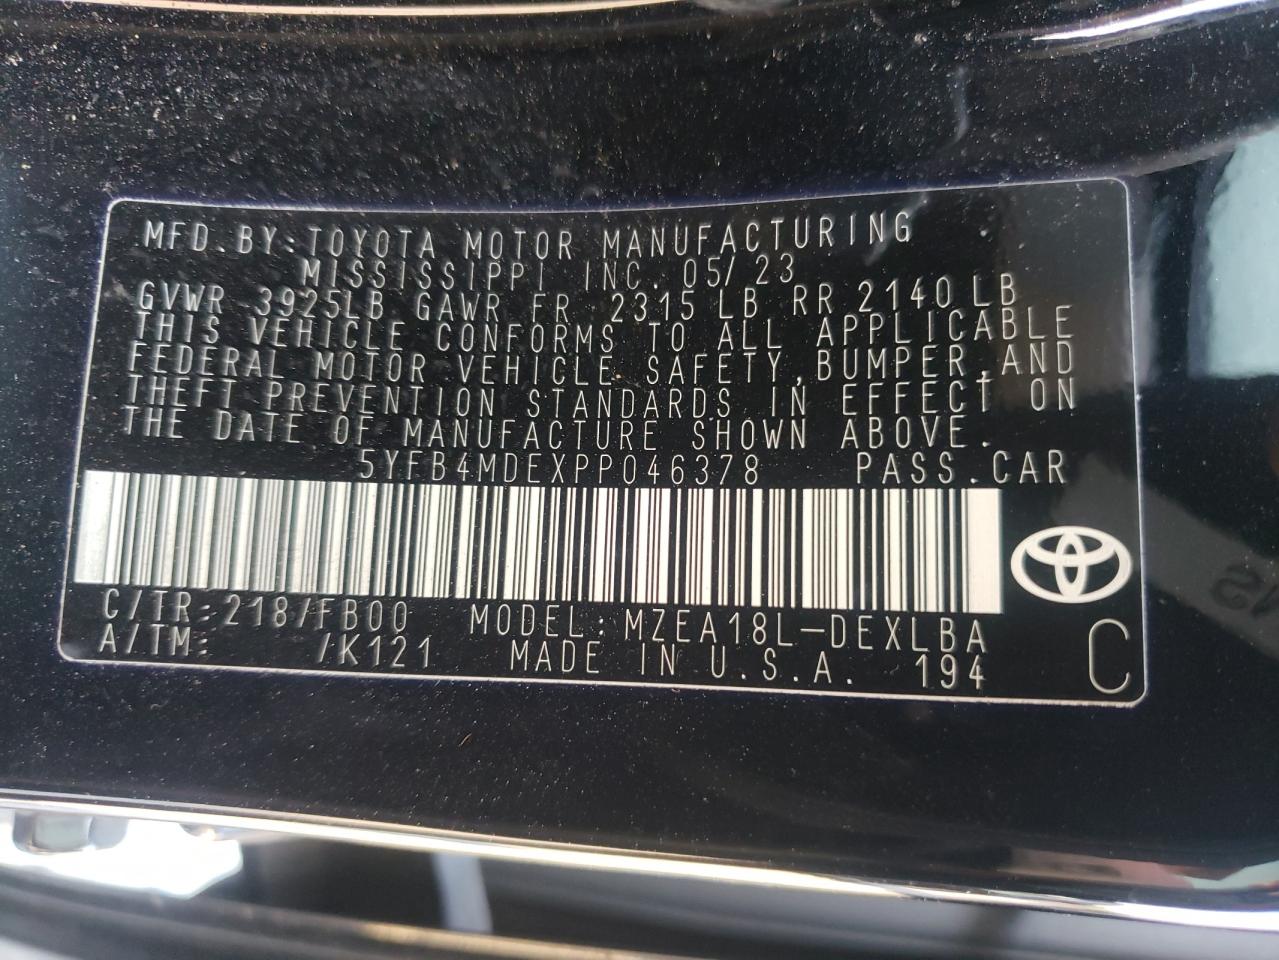 MFD.BY:TOYOTA MOTOR MANUFACTURING
MISSISSIPPI INC. 05/23
GVWR 3925LB GAWR FR 2315 LB RR 2140 LB
THIS VEHICLE CONFORMS TO ALL APPLICABLE
FEDERAL MOTOR VEHICLE SAFETY,BUMPER,AND
THEFT PREVENTION STANDARDS IN EFFECT ON
THE DATE OF MANUFACTURE SHOWN ABOVE.
5YFB4MDEXPP046378 PASS.CAR
C/TR:218/FB00 MODEL:MZEA18L-DEXLBA
A/TM: /K121 MADE IN U.S.A. 194
C